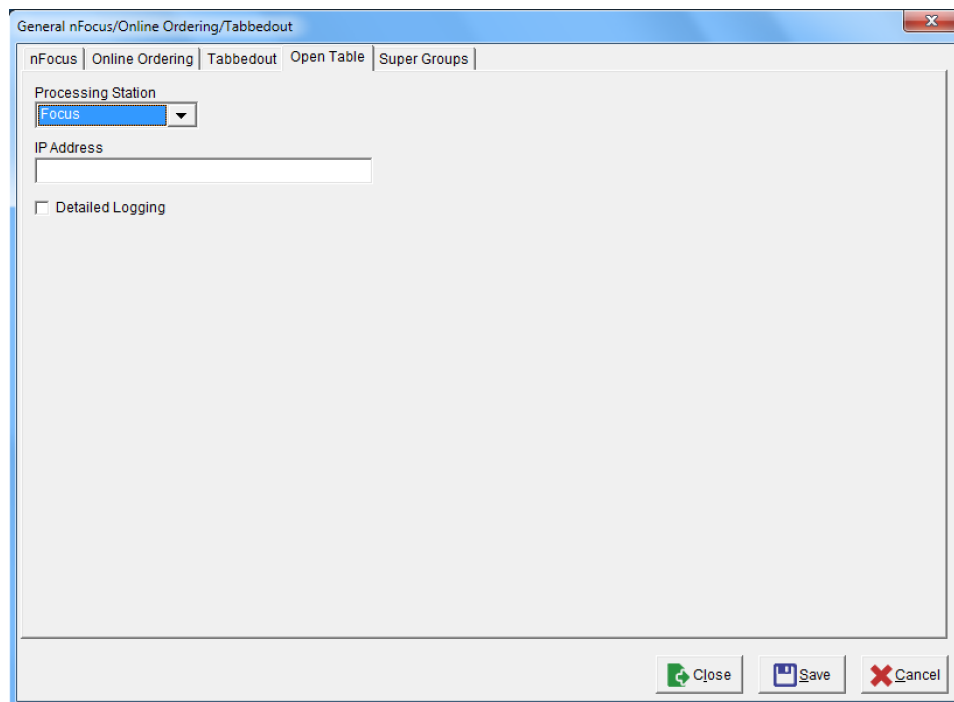 General nFocus/Online Ordering/Tabbedout
nFocus Online Ordering Tabbedout Open Table Super Groups
Processing Station
Focus
IP Address
Detailed Logging
Close Save Cancel